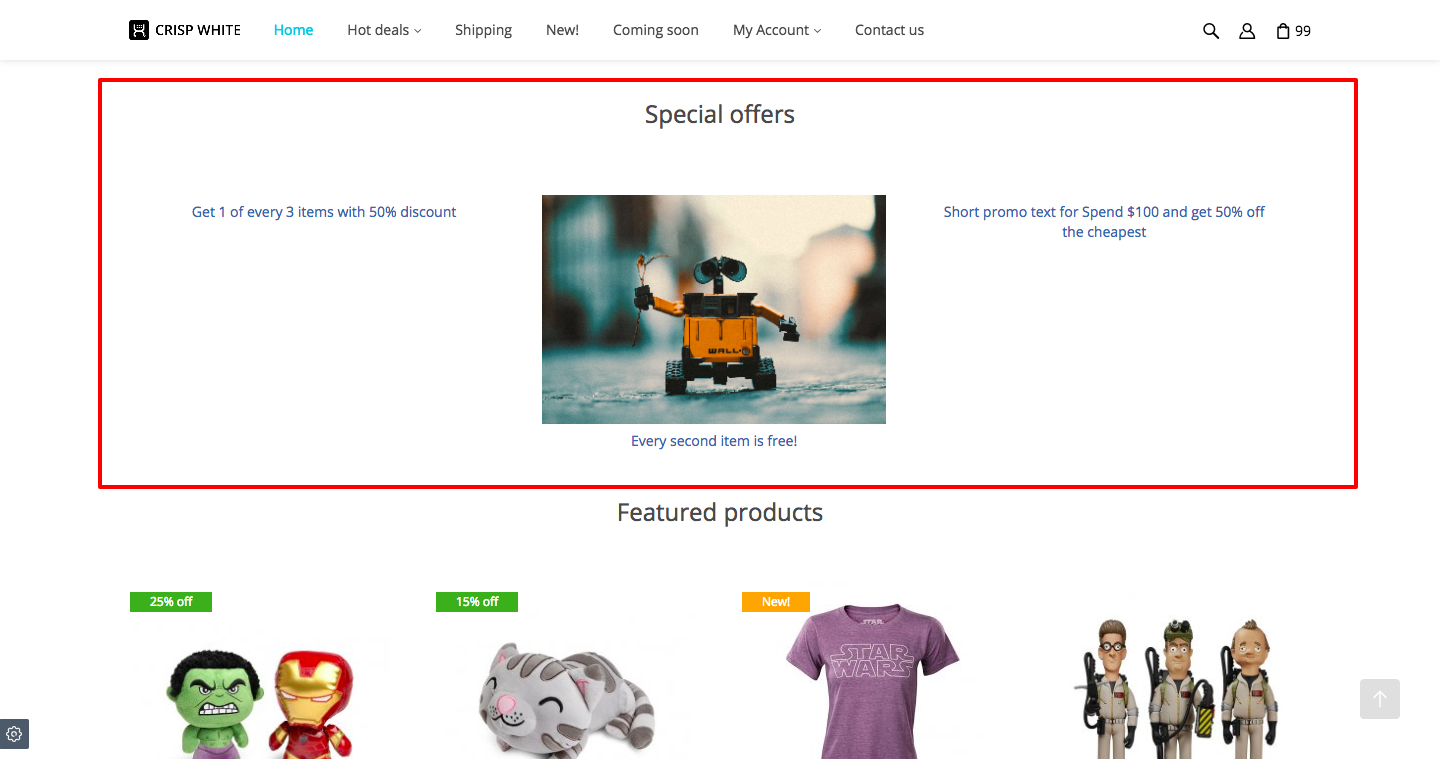 CRISP WHITE
Home
Hot deals
Shipping
New!
Coming soon
My Account
Contact us
99
Special offers
Get 1 of every 3 items with 50% discount
WALL·E
Every second item is free!
Short promo text for Spend $100 and get 50% off
the cheapest
Featured products
25% off
15% off
New!
STAR
WARS